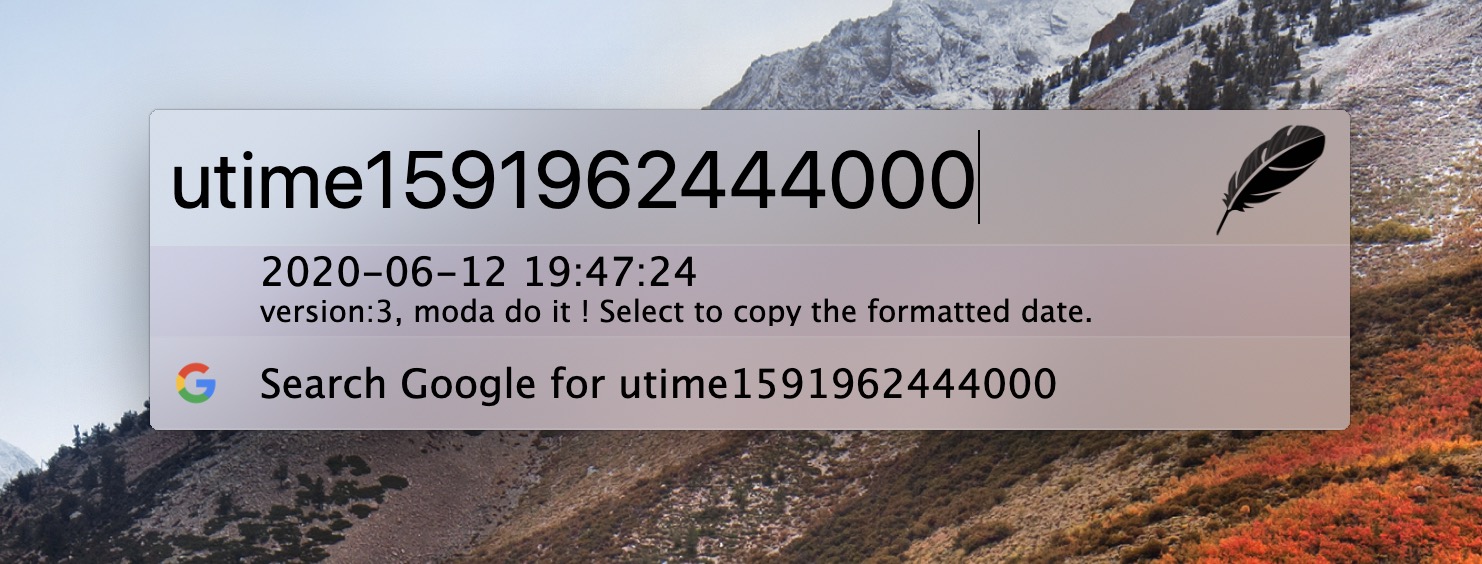 utime1591962444000
2020-06-12 19:47:24
version:3, moda do it ! Select to copy the formatted date.
Search Google for utime1591962444000